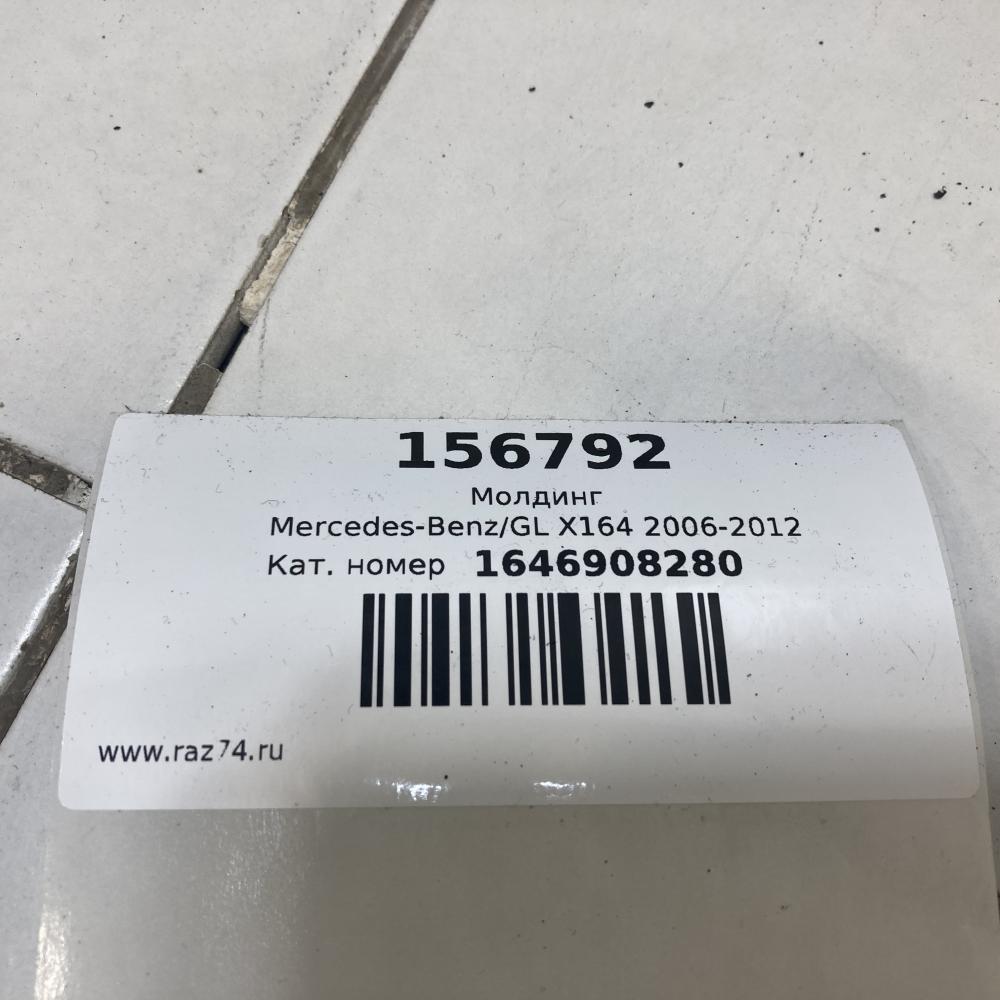 156792
Молдинг
Mercedes-Benz/GL X164 2006-2012
Кат. номер 1646908280
www.raz74.ru